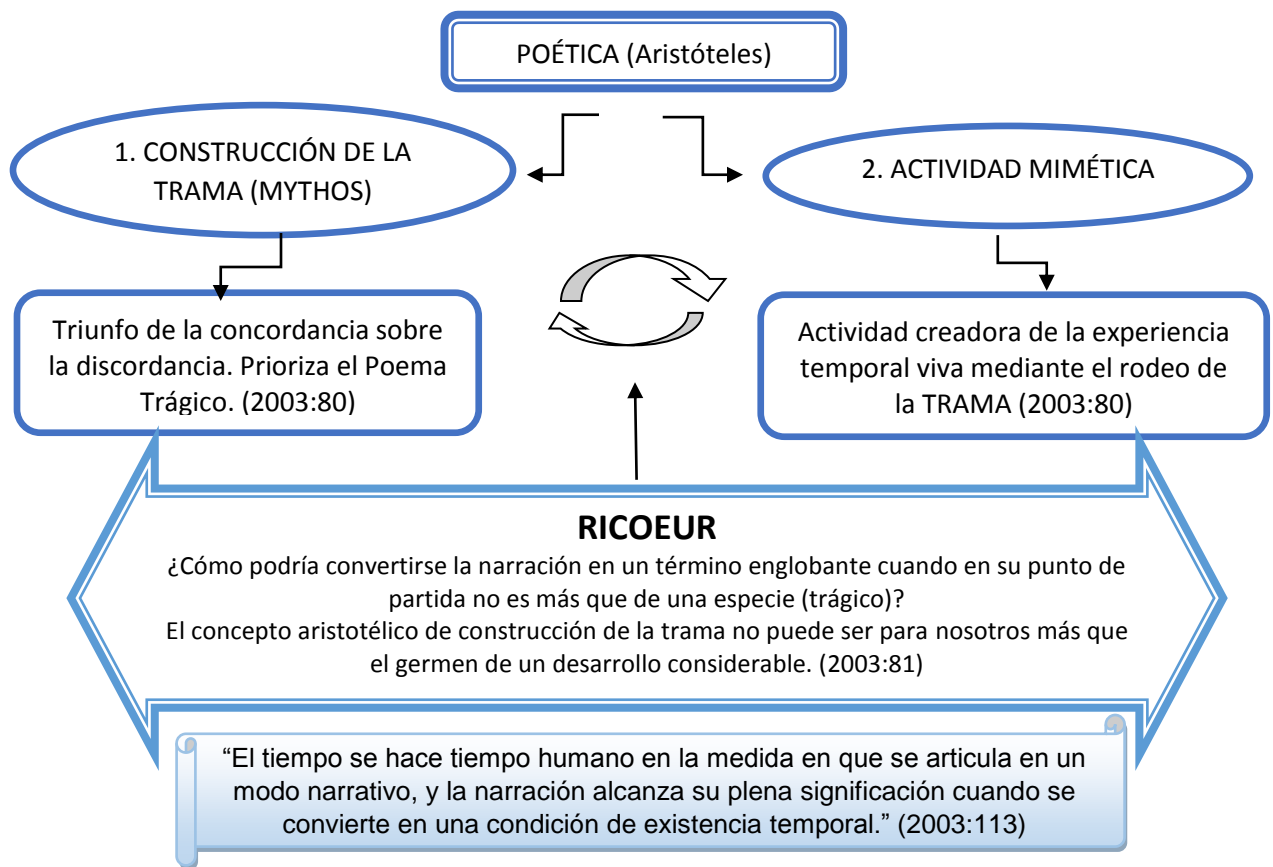 POÉTICA (Aristóteles)
1. CONSTRUCCIÓN DE LA
TRAMA (MYTHOS)
2. ACTIVIDAD MIMÉTICA
Triunfo de la concordancia sobre
la discordancia. Prioriza el Poema
Trágico. (2003:80)
Actividad creadora de la experiencia
temporal viva mediante el rodeo de
la TRAMA (2003:80)
RICOEUR
¿Cómo podría convertirse la narración en un término englobante cuando en su punto de
partida no es más que de una especie (trágico)?
El concepto aristotélico de construcción de la trama no puede ser para nosotros más que
el germen de un desarrollo considerable. (2003:81)
“El tiempo se hace tiempo humano en la medida en que se articula en un
modo narrativo, y la narración alcanza su plena significación cuando se
convierte en una condición de existencia temporal.” (2003:113)